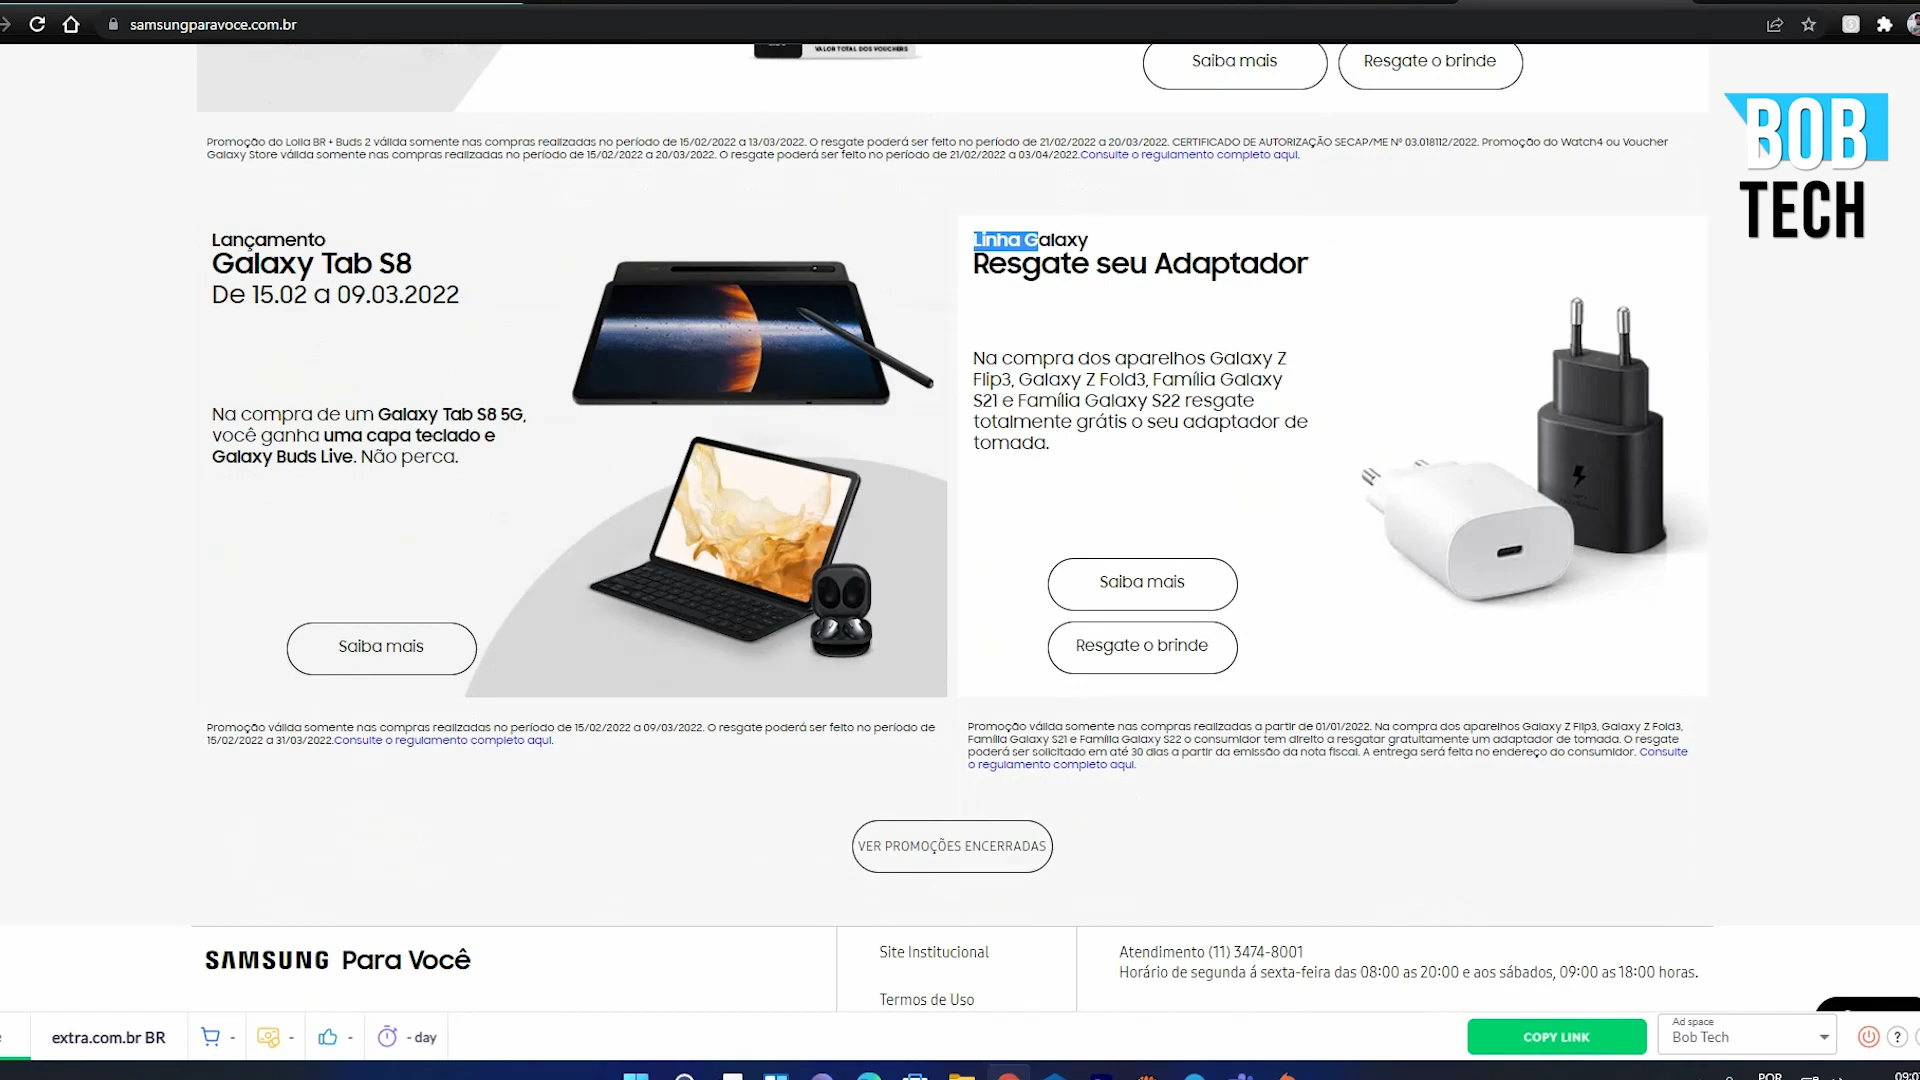 samsungparavoce.com.br
VALOR TOTAL DOS VOUCHERS
Saiba mais
Resgate o brinde
BOB
TECH
Promoção do Lolla BR + Buds 2 válida somente nas compras realizadas no período de 15/02/2022 a 13/03/2022. O resgate poderá ser feito no período de 21/02/2022 a 20/03/2022. CERTIFICADO DE AUTORIZAÇÃO SECAP/ME Nº 03.018112/2022. Promoção do Watch4 ou Voucher
Galaxy Store válida somente nas compras realizadas no período de 15/02/2022 a 20/03/2022. O resgate poderá ser feito no período de 21/02/2022 a 03/04/2022.Consulte o regulamento completo aqui.
Lançamento
Galaxy Tab S8
De 15.02 a 09.03.2022
Na compra de um Galaxy Tab S8 5G,
você ganha uma capa teclado e
Galaxy Buds Live. Não perca.
Saiba mais
Promoção válida somente nas compras realizadas no período de 15/02/2022 a 09/03/2022. O resgate poderá ser feito no período de
15/02/2022 a 31/03/2022.Consulte o regulamento completo aqui.
Linha Galaxy
Resgate seu Adaptador
Na compra dos aparelhos Galaxy Z
Flip3, Galaxy Z Fold3, Família Galaxy
S21 e Família Galaxy S22 resgate
totalmente grátis o seu adaptador de
tomada.
Saiba mais
Resgate o brinde
Promoção válida somente nas compras realizadas a partir de 01/01/2022. Na compra dos aparelhos Galaxy Z Flip3, Galaxy Z Fold3,
Família Galaxy S21 e Família Galaxy S22 o consumidor tem direito a resgatar gratuitamente um adaptador de tomada. O resgate
poderá ser solicitado em até 30 dias a partir da emissão da nota fiscal. A entrega será feita no endereço do consumidor. Consulte
o regulamento completo aqui.
VER PROMOÇÕES ENCERRADAS
SAMSUNG Para Você
Site Institucional
Termos de Uso
Atendimento (11) 3474-8001
Horário de segunda á sexta-feira das 08:00 as 20:00 e aos sábados, 09:00 as 18:00 horas.
extra.com.br BR
-
-
-
- day
COPY LINK
Ad space
Bob Tech
?
POR